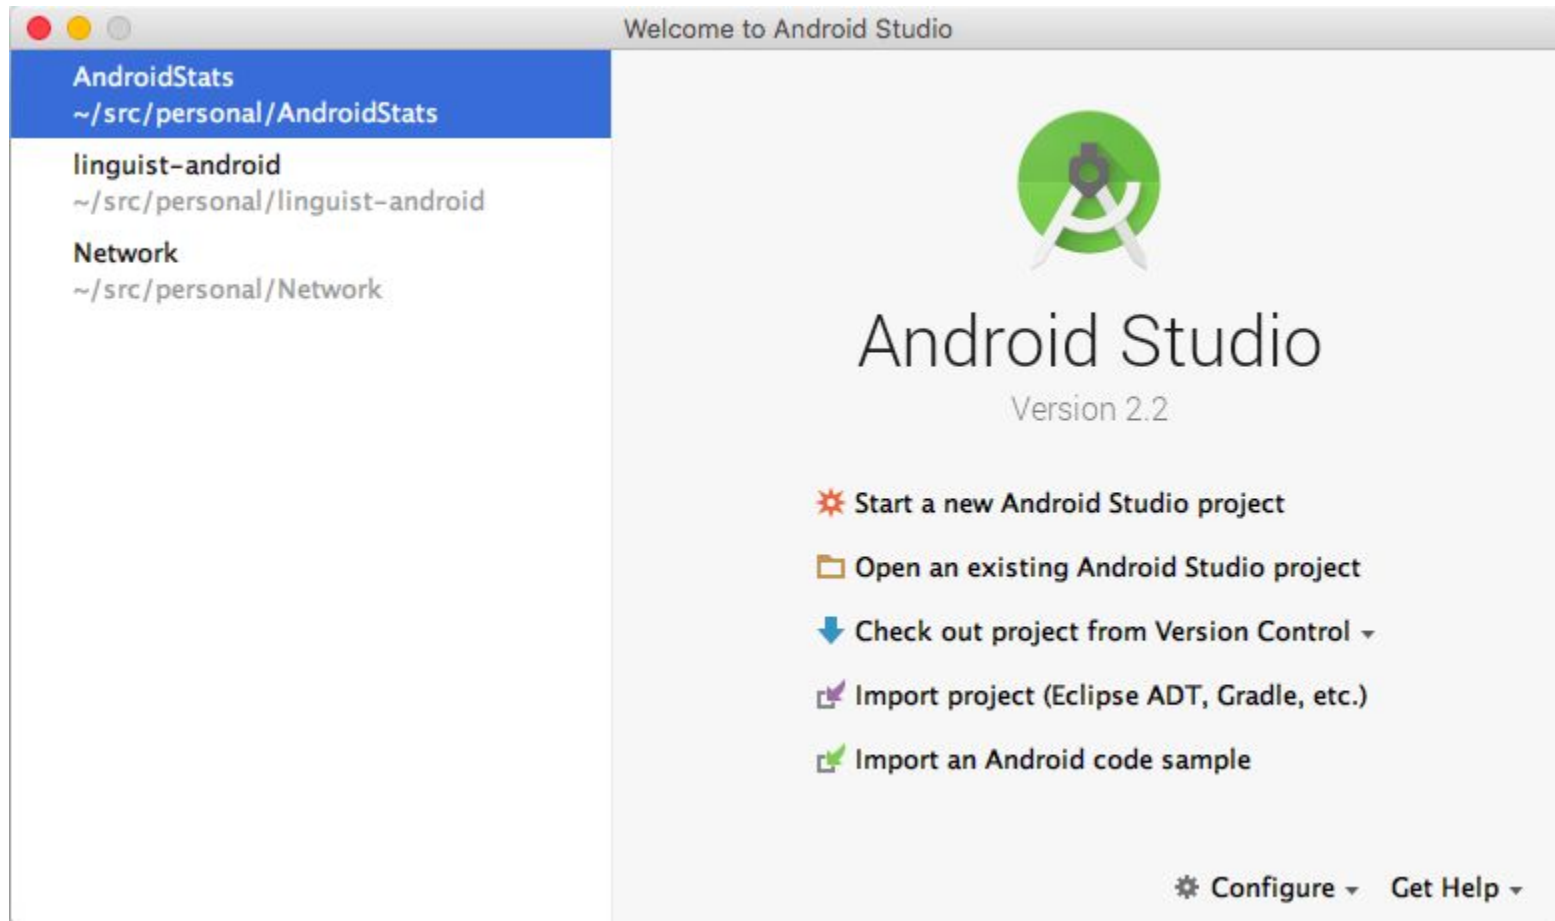 Welcome to Android Studio
AndroidStats
~/src/personal/AndroidStats
linguist-android
~/src/personal/linguist-android
Network
~/src/personal/Network
Android Studio
Version 2.2
Start a new Android Studio project
Open an existing Android Studio project
Check out project from Version Control
Import project (Eclipse ADT, Gradle, etc.)
Import an Android code sample
Configure Get Help